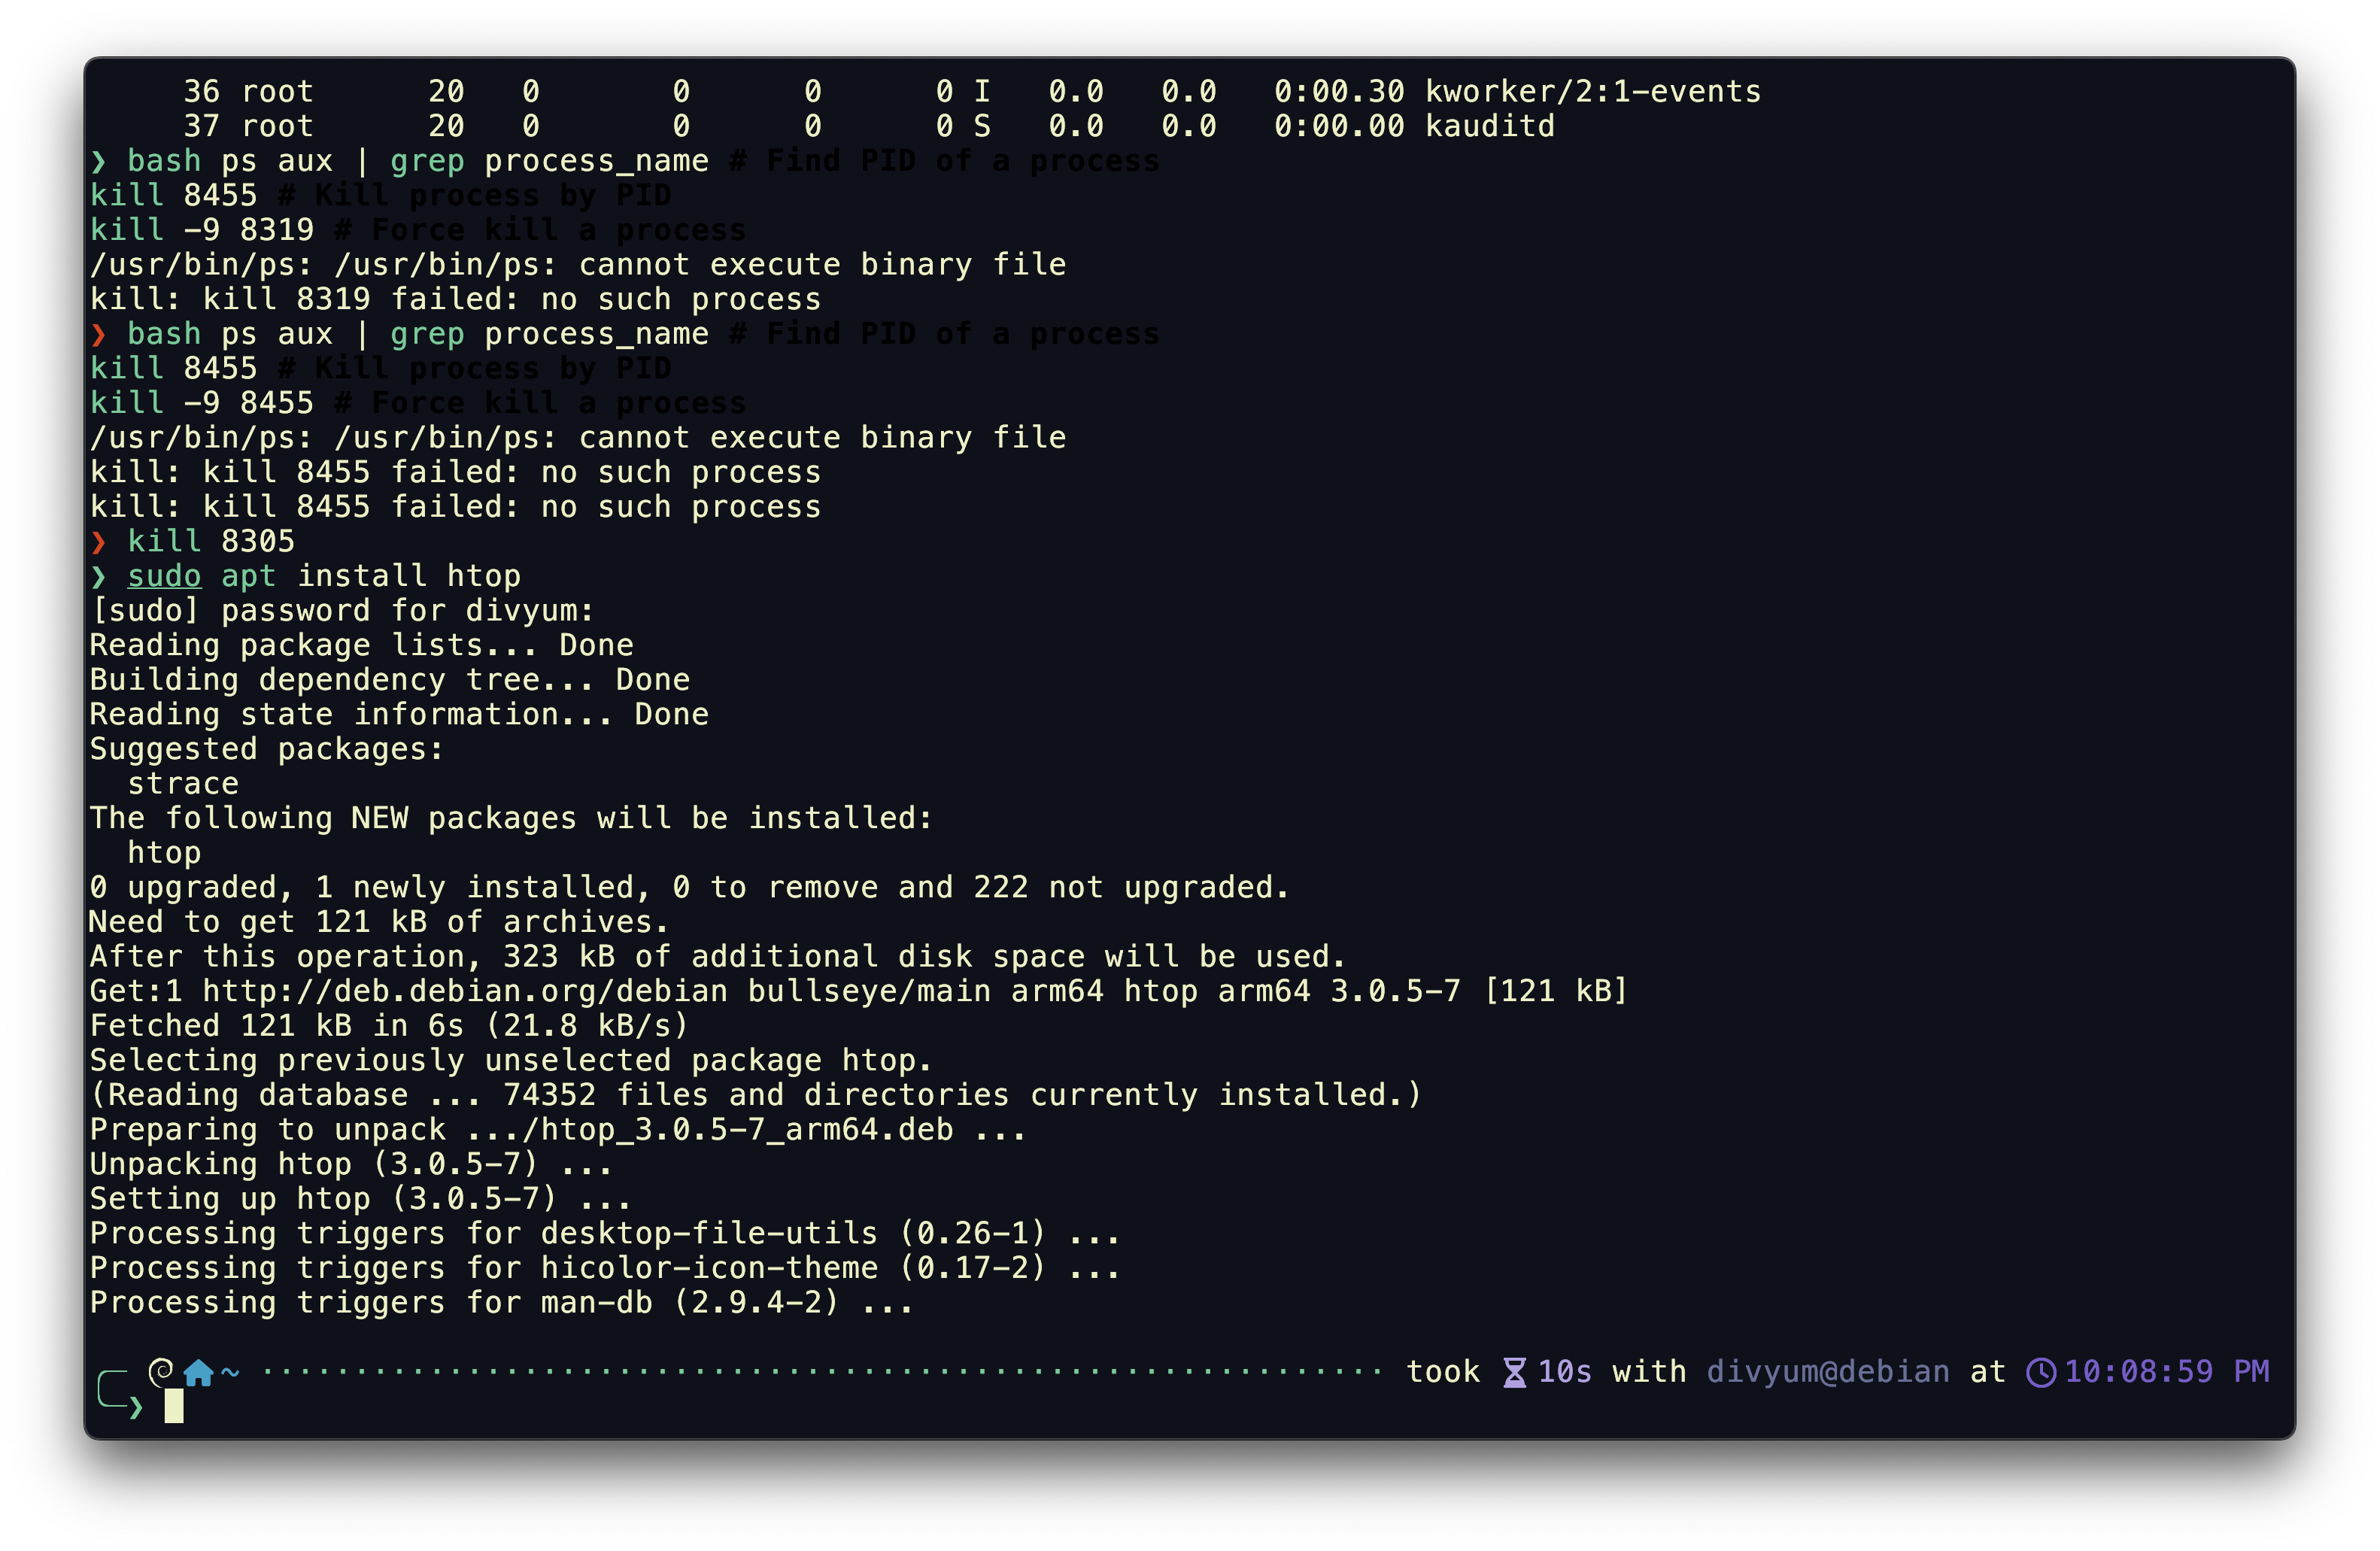 36 root 20 0 0 0 0 I 0.0 0.0 0:00.30 kworker/2:1-events
37 root 20 0 0 0 0 S 0.0 0.0 0:00.00 kauditd
❯ bash ps aux | grep process_name # Find PID of a process
kill 8455 # Kill process by PID
kill -9 8319 # Force kill a process
/usr/bin/ps: /usr/bin/ps: cannot execute binary file
kill: kill 8319 failed: no such process
❯ bash ps aux | grep process_name # Find PID of a process
kill 8455 # Kill process by PID
kill -9 8455 # Force kill a process
/usr/bin/ps: /usr/bin/ps: cannot execute binary file
kill: kill 8455 failed: no such process
kill: kill 8455 failed: no such process
❯ kill 8305
❯ sudo apt install htop
[sudo] password for divyum:
Reading package lists... Done
Building dependency tree... Done
Reading state information... Done
Suggested packages:
  strace
The following NEW packages will be installed:
  htop
0 upgraded, 1 newly installed, 0 to remove and 222 not upgraded.
Need to get 121 kB of archives.
After this operation, 323 kB of additional disk space will be used.
Get:1 http://deb.debian.org/debian bullseye/main arm64 htop arm64 3.0.5-7 [121 kB]
Fetched 121 kB in 6s (21.8 kB/s)
Selecting previously unselected package htop.
(Reading database ... 74352 files and directories currently installed.)
Preparing to unpack .../htop_3.0.5-7_arm64.deb ...
Unpacking htop (3.0.5-7) ...
Setting up htop (3.0.5-7) ...
Processing triggers for desktop-file-utils (0.26-1) ...
Processing triggers for hicolor-icon-theme (0.17-2) ...
Processing triggers for man-db (2.9.4-2) ...
~ ···························································· took 10s with divyum@debian at 10:08:59 PM
❯